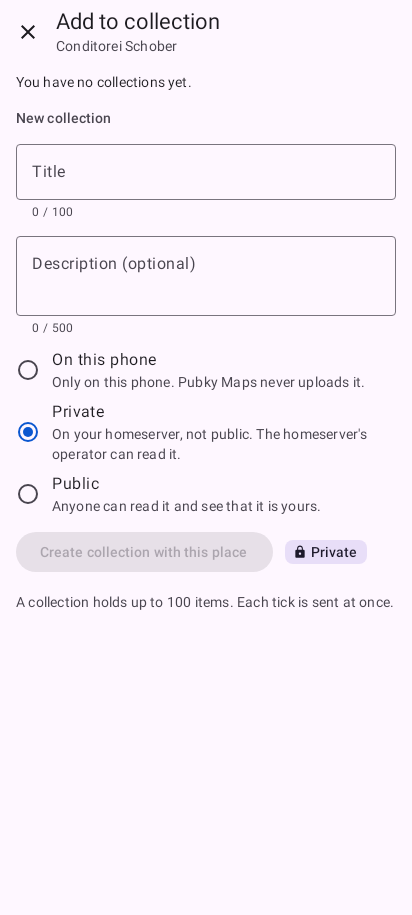 Add to collection
Conditorei Schober
You have no collections yet.
New collection
Title
0 / 100
Description (optional)
0 / 500
On this phone
Only on this phone. Pubky Maps never uploads it.
Private
On your homeserver, not public. The homeserver's
operator can read it.
Public
Anyone can read it and see that it is yours.
Create collection with this place
Private
A collection holds up to 100 items. Each tick is sent at once.